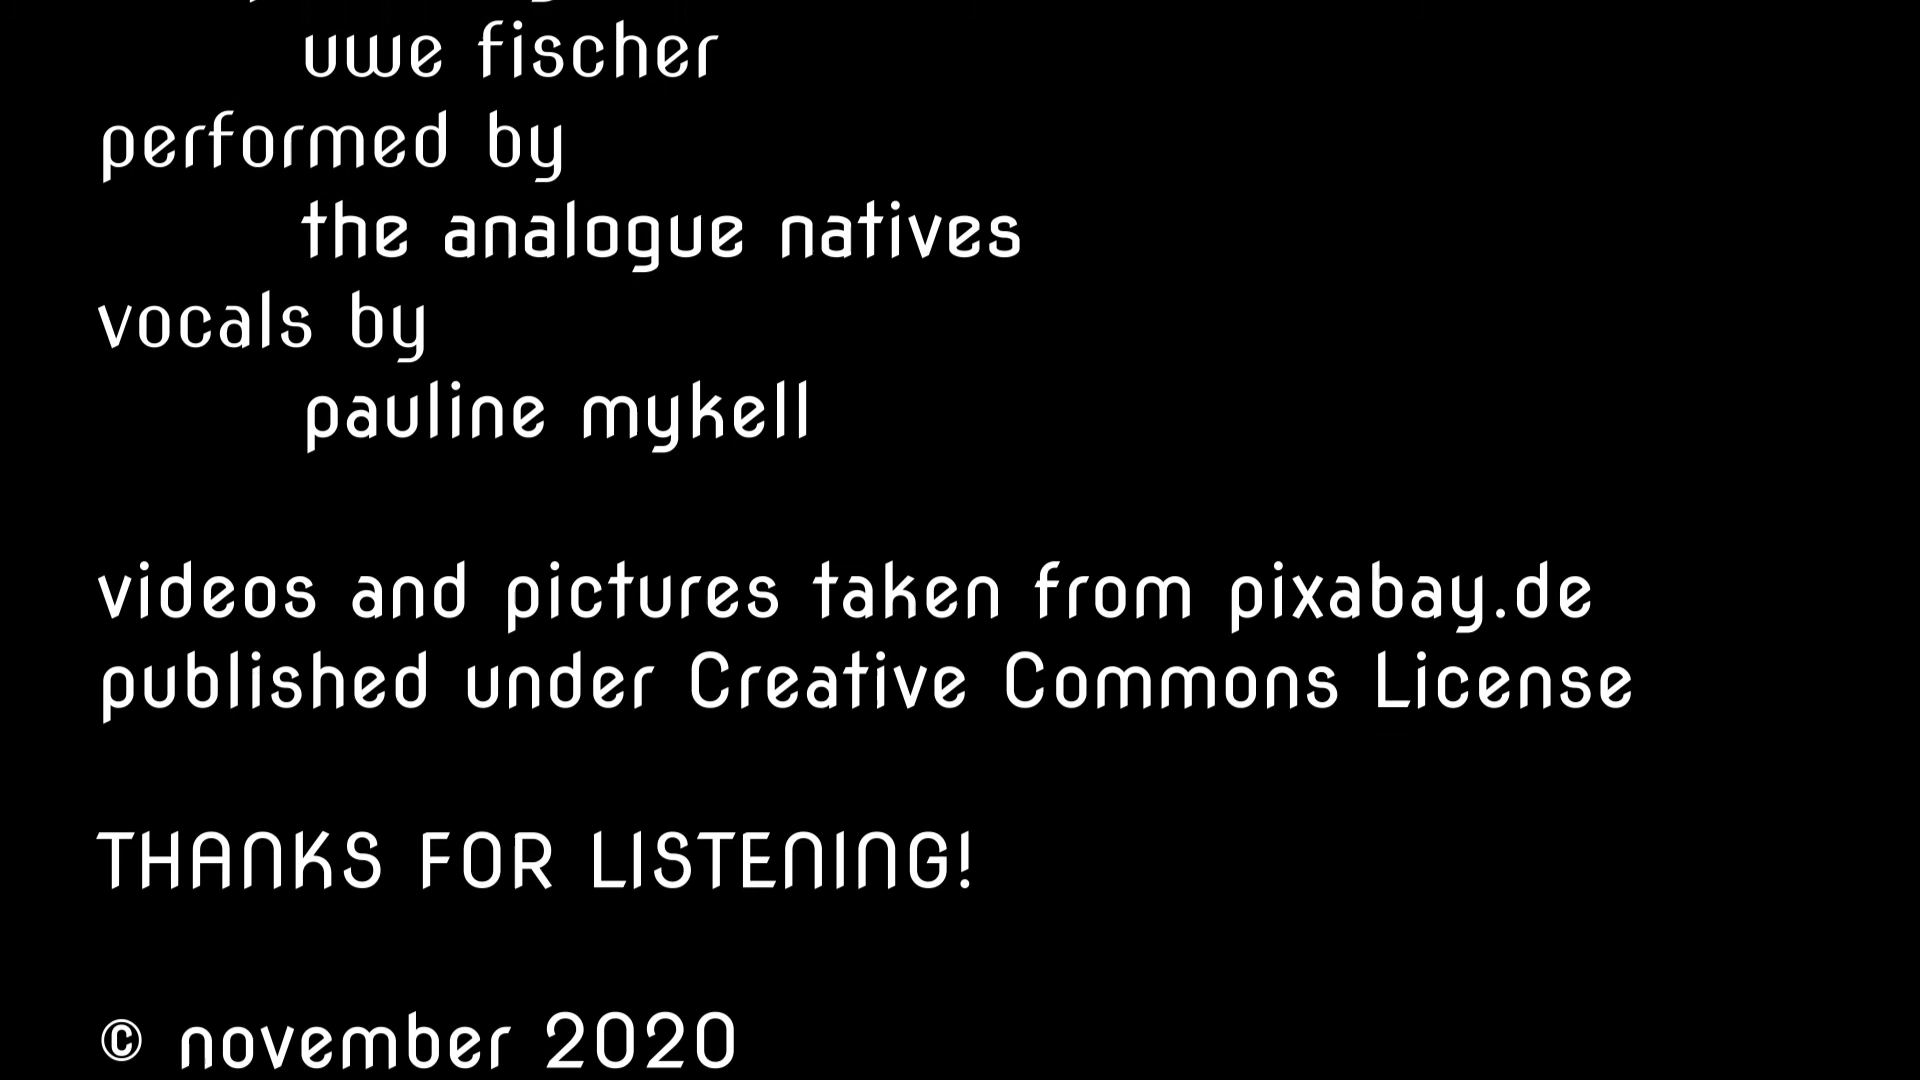 uwe fischer
performed by
the analogue natives
vocals by
pauline mykell
videos and pictures taken from pixabay.de
published under Creative Commons License
THANKS FOR LISTENING!
© november 2020